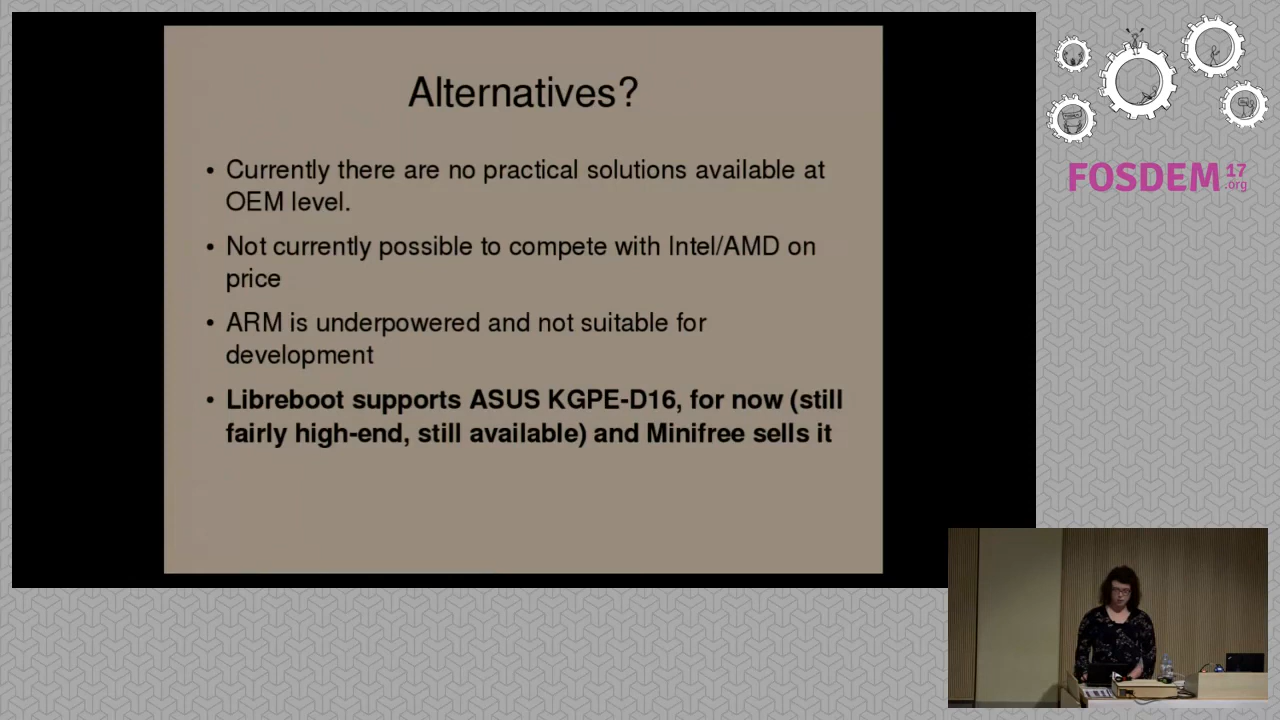 Alternatives?
• Currently there are no practical solutions available at
OEM level.
• Not currently possible to compete with Intel/AMD on
price
• ARM is underpowered and not suitable for
development
• Libreboot supports ASUS KGPE-D16, for now (still
fairly high-end, still available) and Minifree sells it
FOSDEM 17
.org